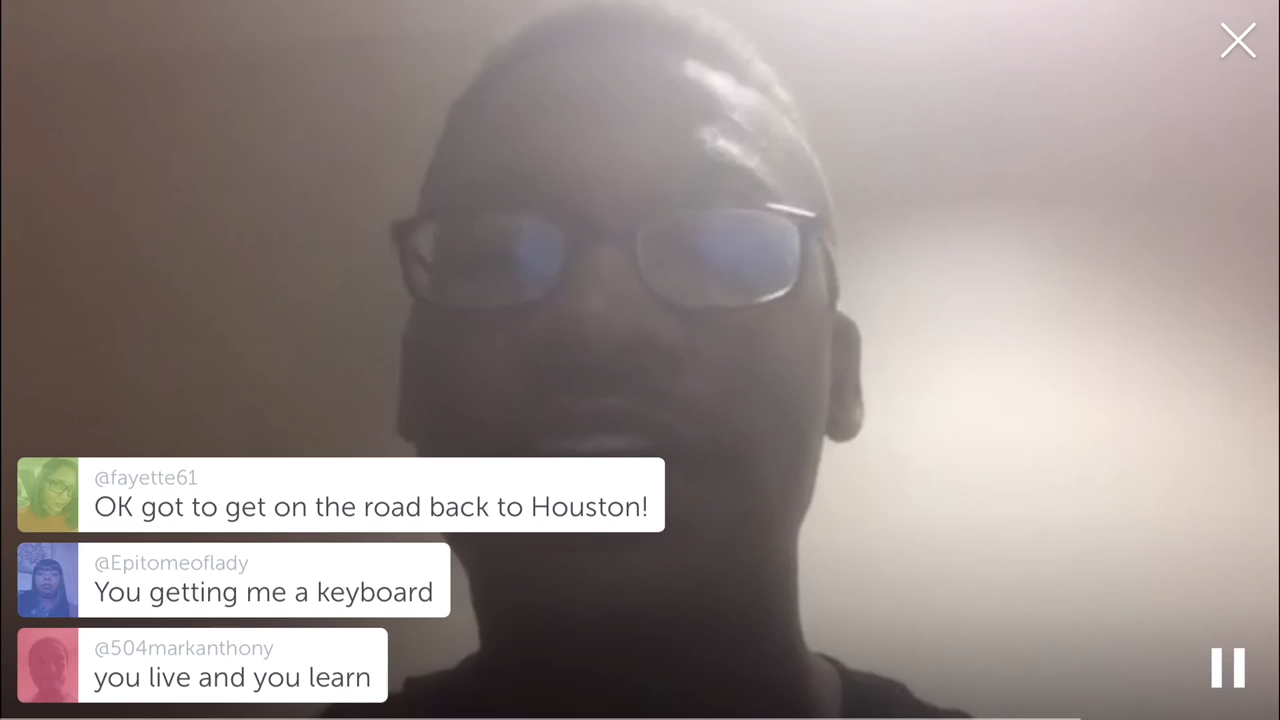 @fayette61
OK got to get on the road back to Houston!
@Epitomeoflady
You getting me a keyboard
@504markanthony
you live and you learn